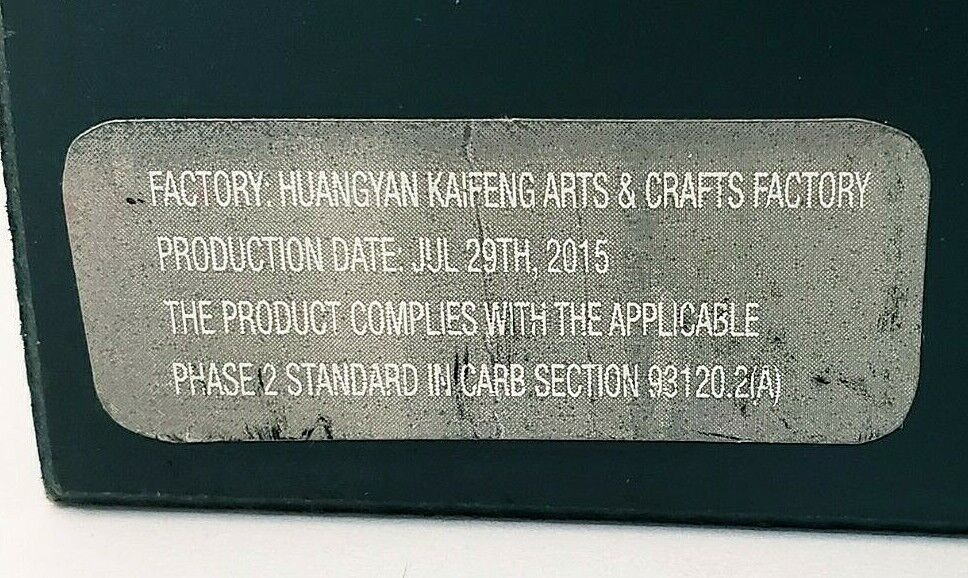 FACTORY: HUANGYAN KAIFENG ARTS & CRAFTS FACTORY
PRODUCTION DATE: JUL 29TH, 2015
THE PRODUCT COMPLIES WITH THE APPLICABLE
PHASE 2 STANDARD IN CARB SECTION 93120.2(A)